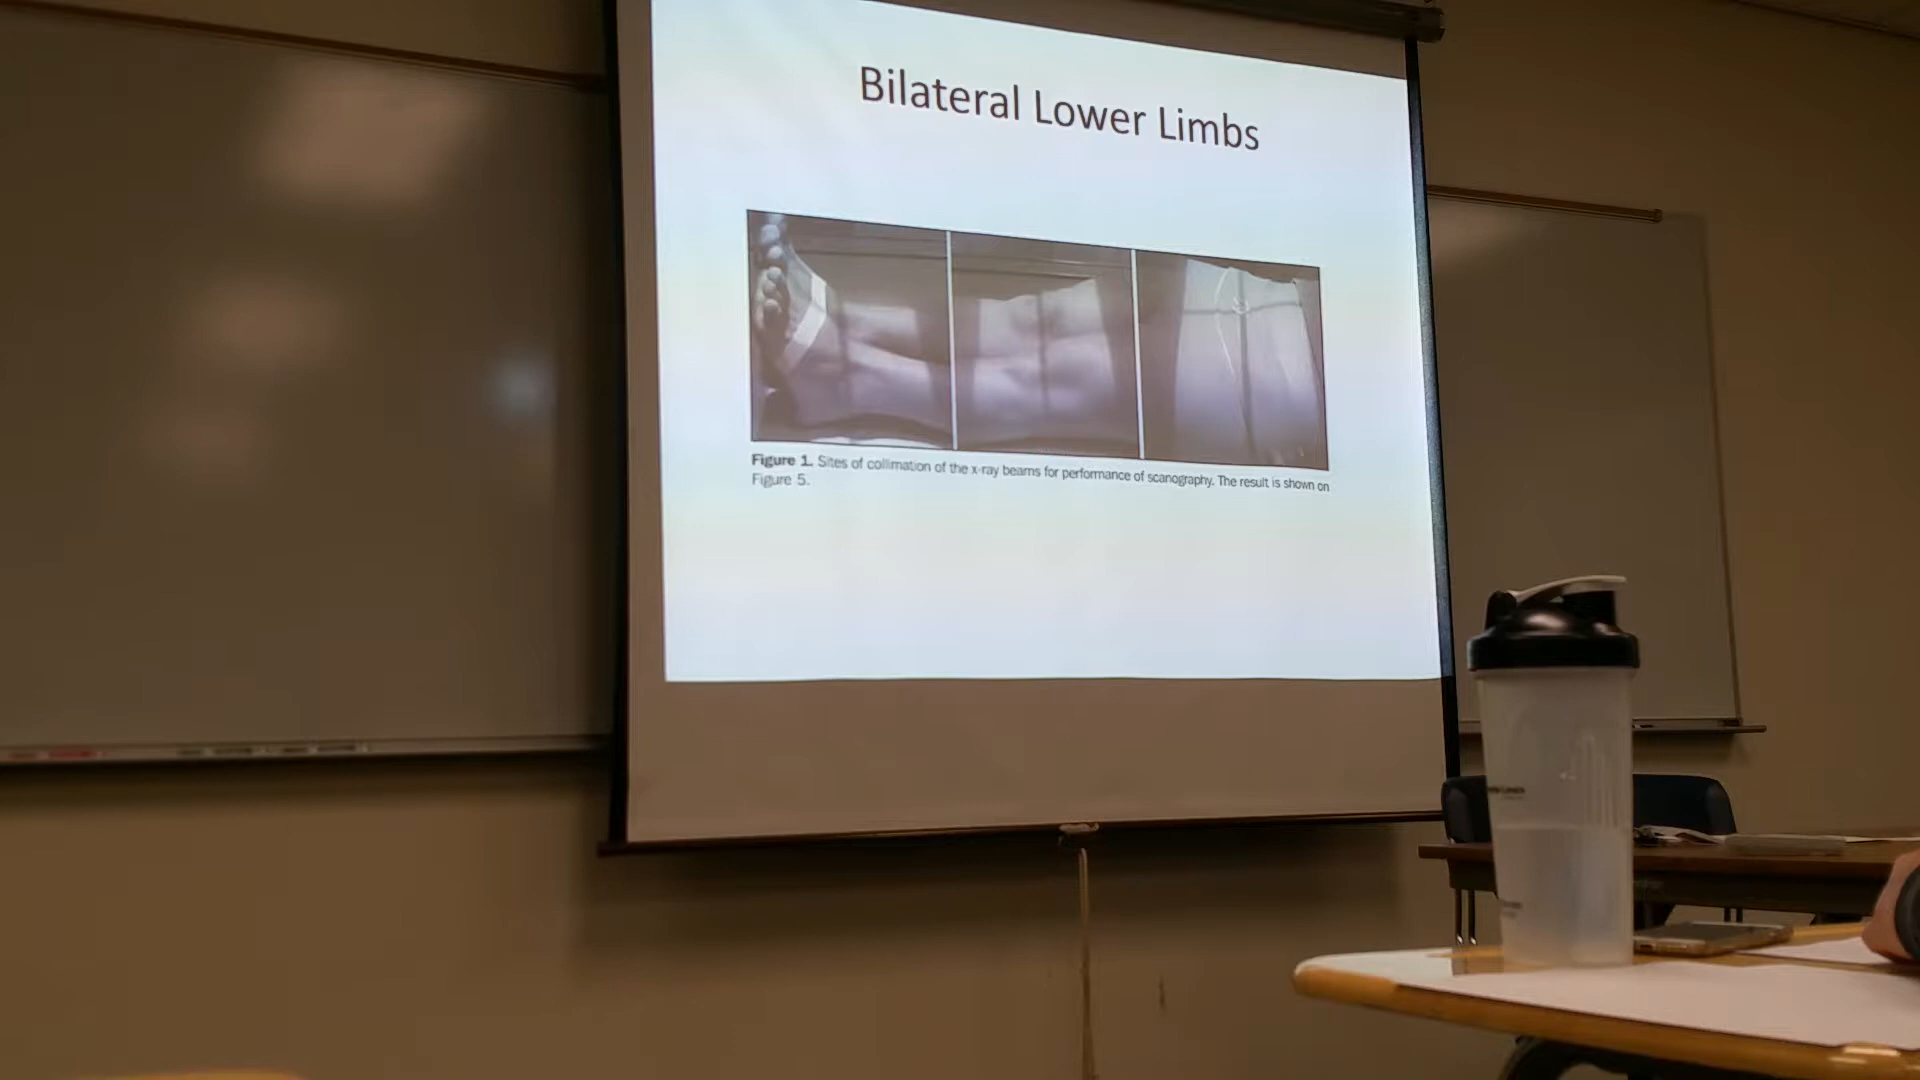 Bilateral Lower Limbs
Figure 1. Sites of collimation of the x-ray beams for performance of scanography. The result is shown on
Figure 5.